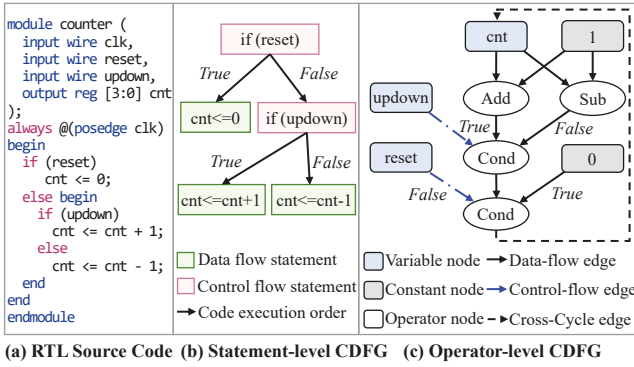 module counter (
input wire clk,
input wire reset,
input wire updown,
output reg [3:0] cnt
);
always @(posedge clk)
begin
if (reset)
cnt <= 0;
else begin
if (updown)
cnt <= cnt + 1;
else
cnt <= cnt - 1;
end
end
endmodule
(a) RTL Source Code
if (reset)
True
False
cnt<=0
if (updown)
True
False
cnt<=cnt+1
cnt<=cnt-1
Data flow statement
Control flow statement
Code execution order
(b) Statement-level CDFG
cnt
1
updown
Add
Sub
True
False
reset
Cond
0
False
True
Cond
Variable node
Data-flow edge
Constant node
Control-flow edge
Operator node
Cross-Cycle edge
(c) Operator-level CDFG